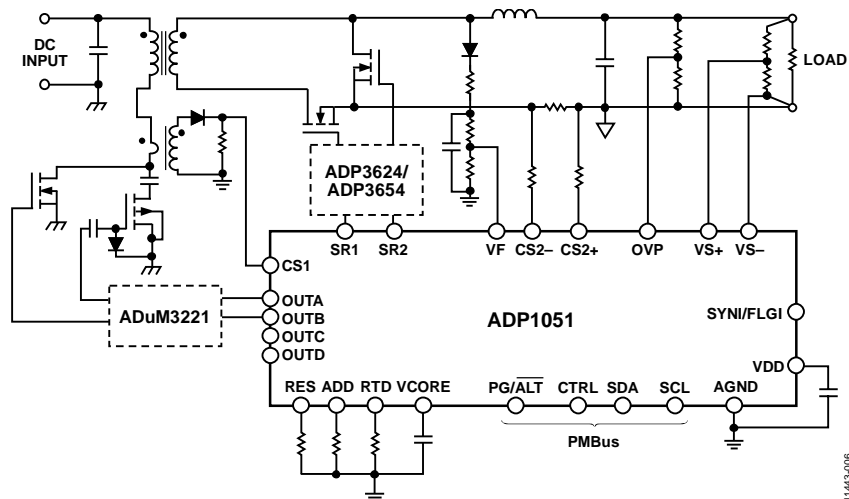 DC
INPUT
LOAD
ADP3624/
ADP3654
SR1 SR2 VF CS2– CS2+ OVP VS+ VS–
CS1
ADuM3221
OUTA
OUTB
OUTC
OUTD
ADP1051
SYNI/FLGI
VDD
RES ADD RTD VCORE PG/ALT CTRL SDA SCL AGND
PMBus
11443-006